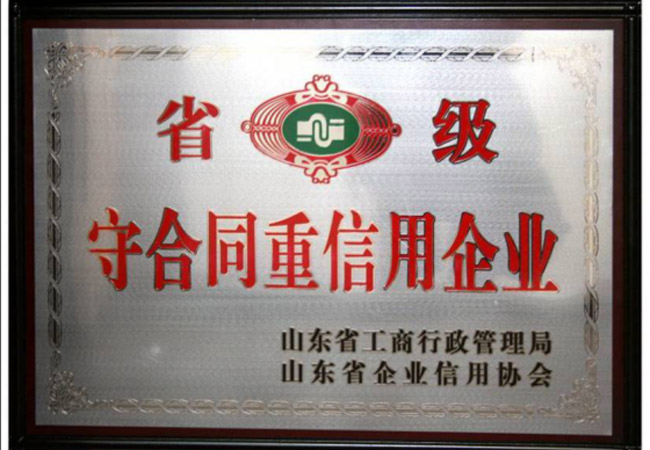 省 级
守合同重信用企业
山东省工商行政管理局
山东省企业信用协会